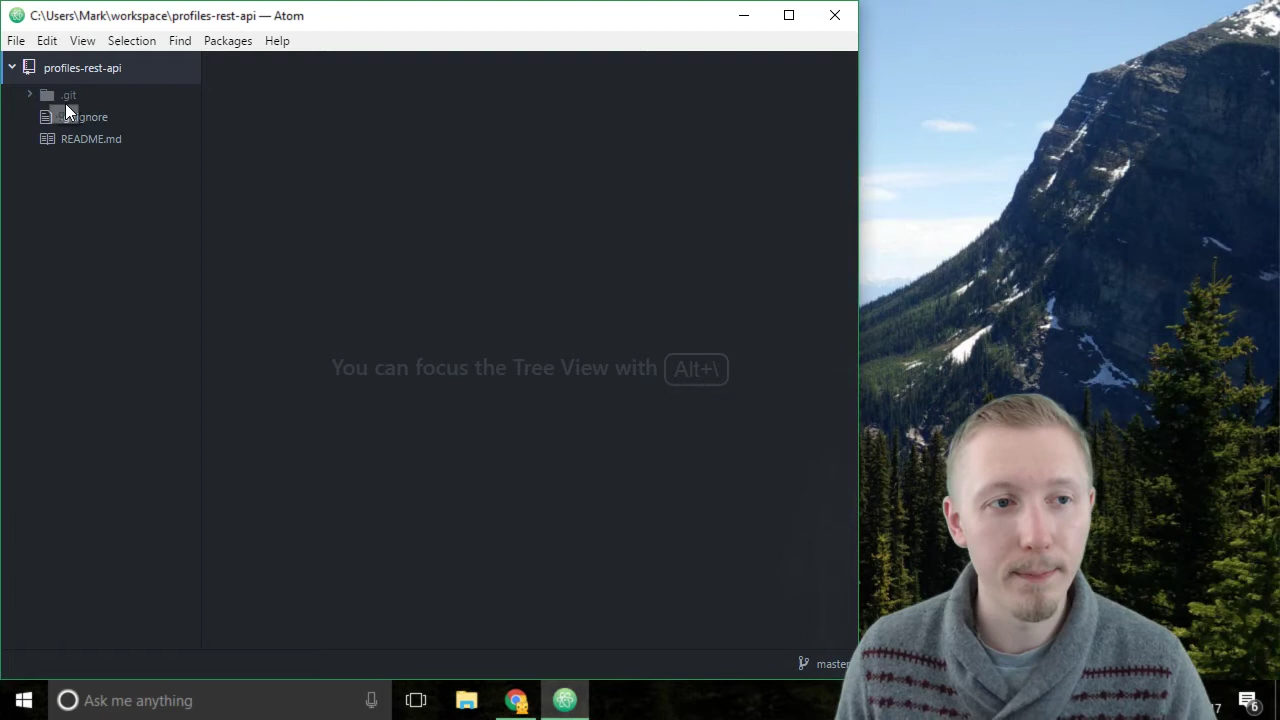 C:\Users\Mark\workspace\profiles-rest-api — Atom
File Edit View Selection Find Packages Help
profiles-rest-api
.git
README.md
You can focus the Tree View with Alt+\
master
Ask me anything
6